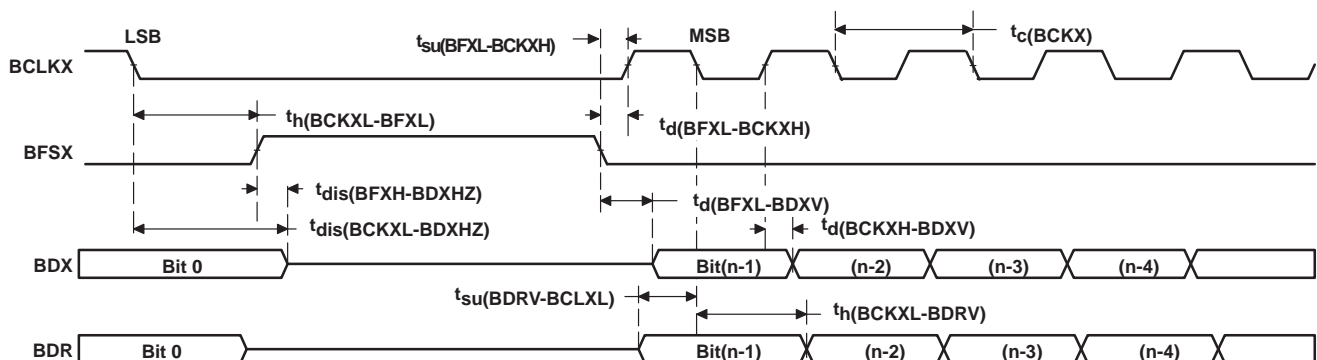 LSB
tsu(BFXL-BCKXH)
MSB
tc(BCKX)
BCLKX
th(BCKXL-BFXL)
td(BFXL-BCKXH)
BFSX
tdis(BFXH-BDXHZ)
td(BFXL-BDXV)
tdis(BCKXL-BDXHZ)
td(BCKXH-BDXV)
BDX Bit 0 Bit(n-1) (n-2) (n-3) (n-4)
tsu(BDRV-BCLXL)
th(BCKXL-BDRV)
BDR Bit 0 Bit(n-1) (n-2) (n-3) (n-4)